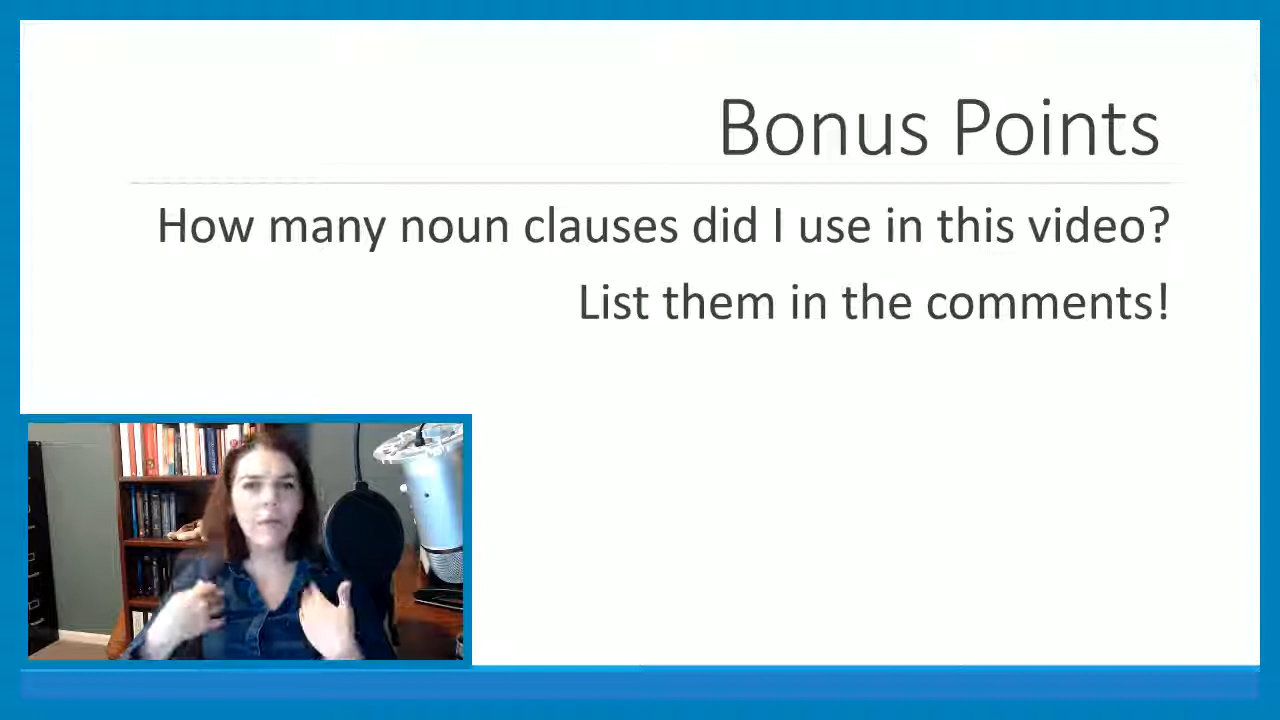 Bonus Points
How many noun clauses did I use in this video?
List them in the comments!